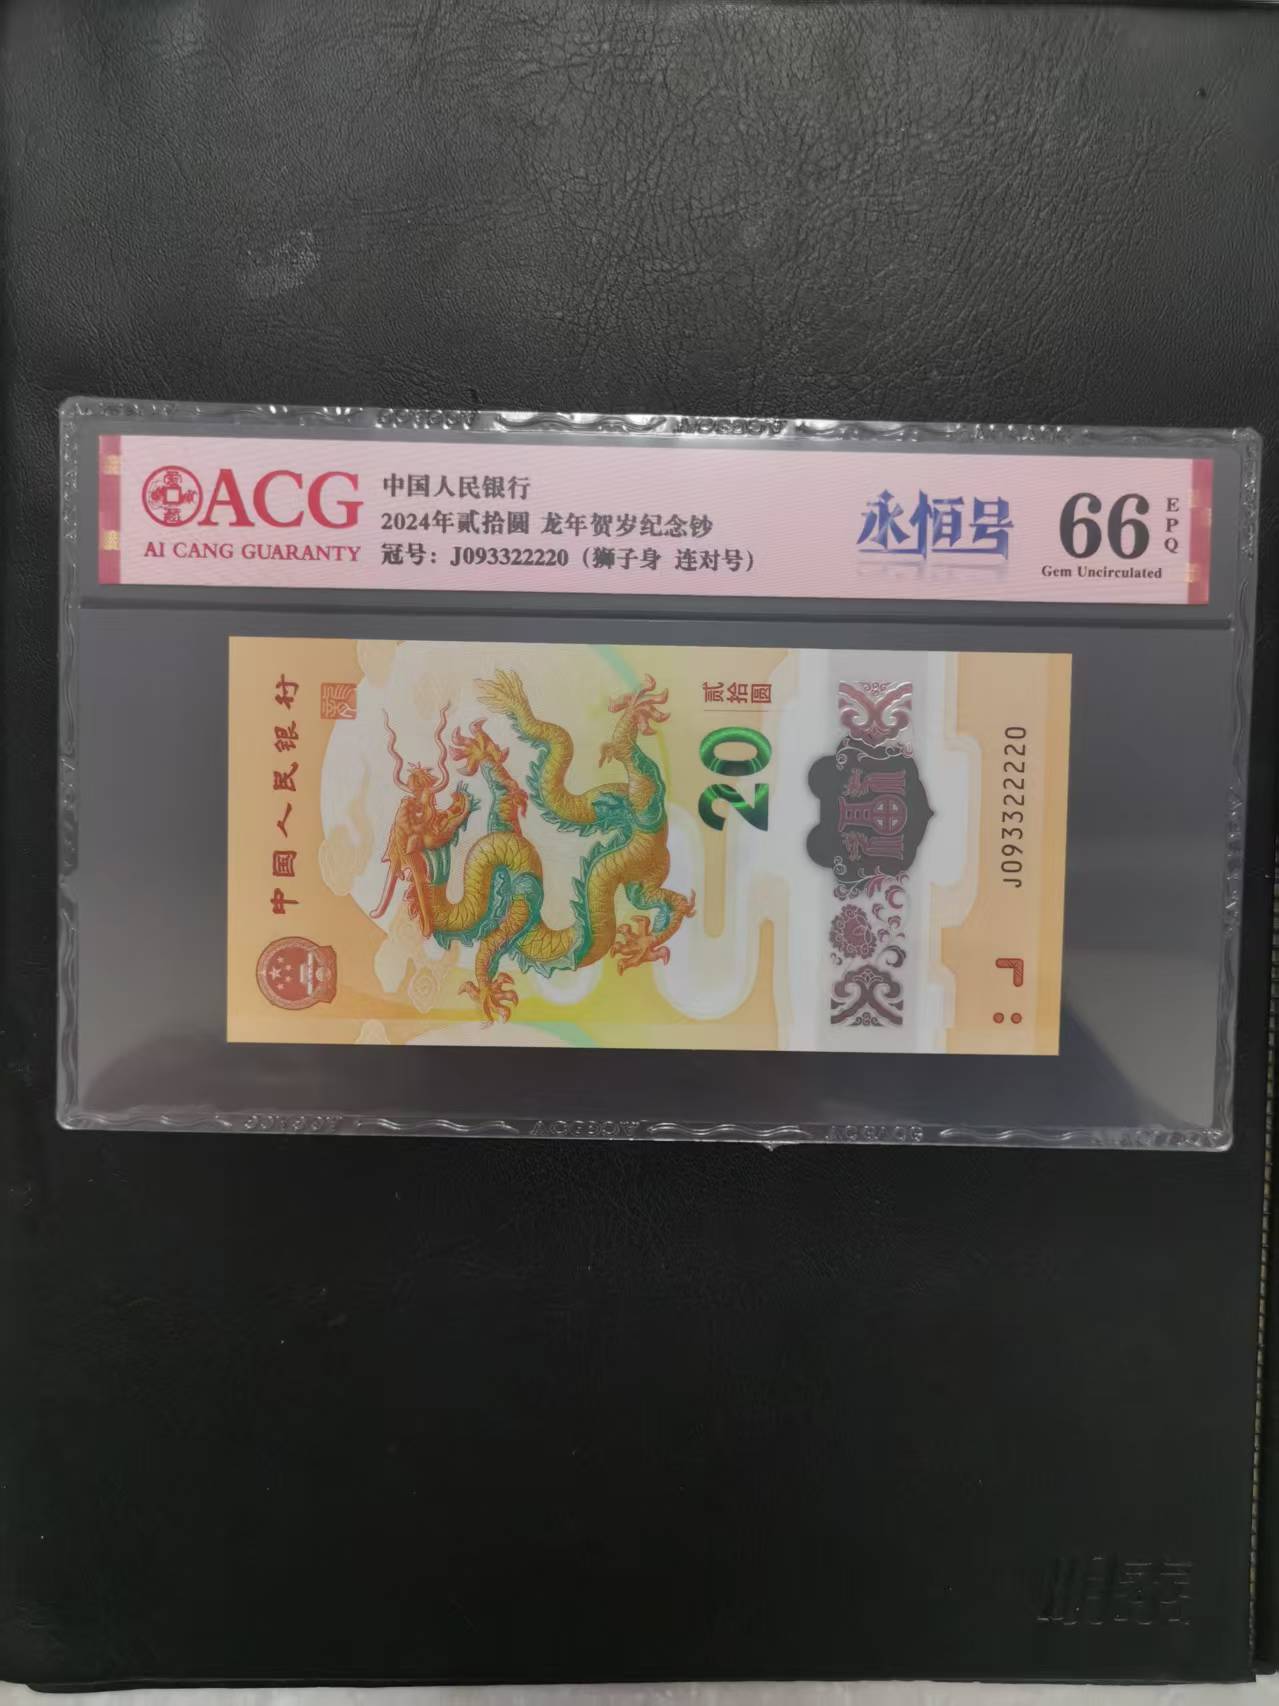 ACG
AI CANG GUARANTY
中国人民银行
2024年贰拾圆 龙年贺岁纪念钞
冠号：J093322220（狮子身 连对号）
永恒号
66
EPQ
Gem Uncirculated
中国人民银行
贰拾圆
20
福
J093322220